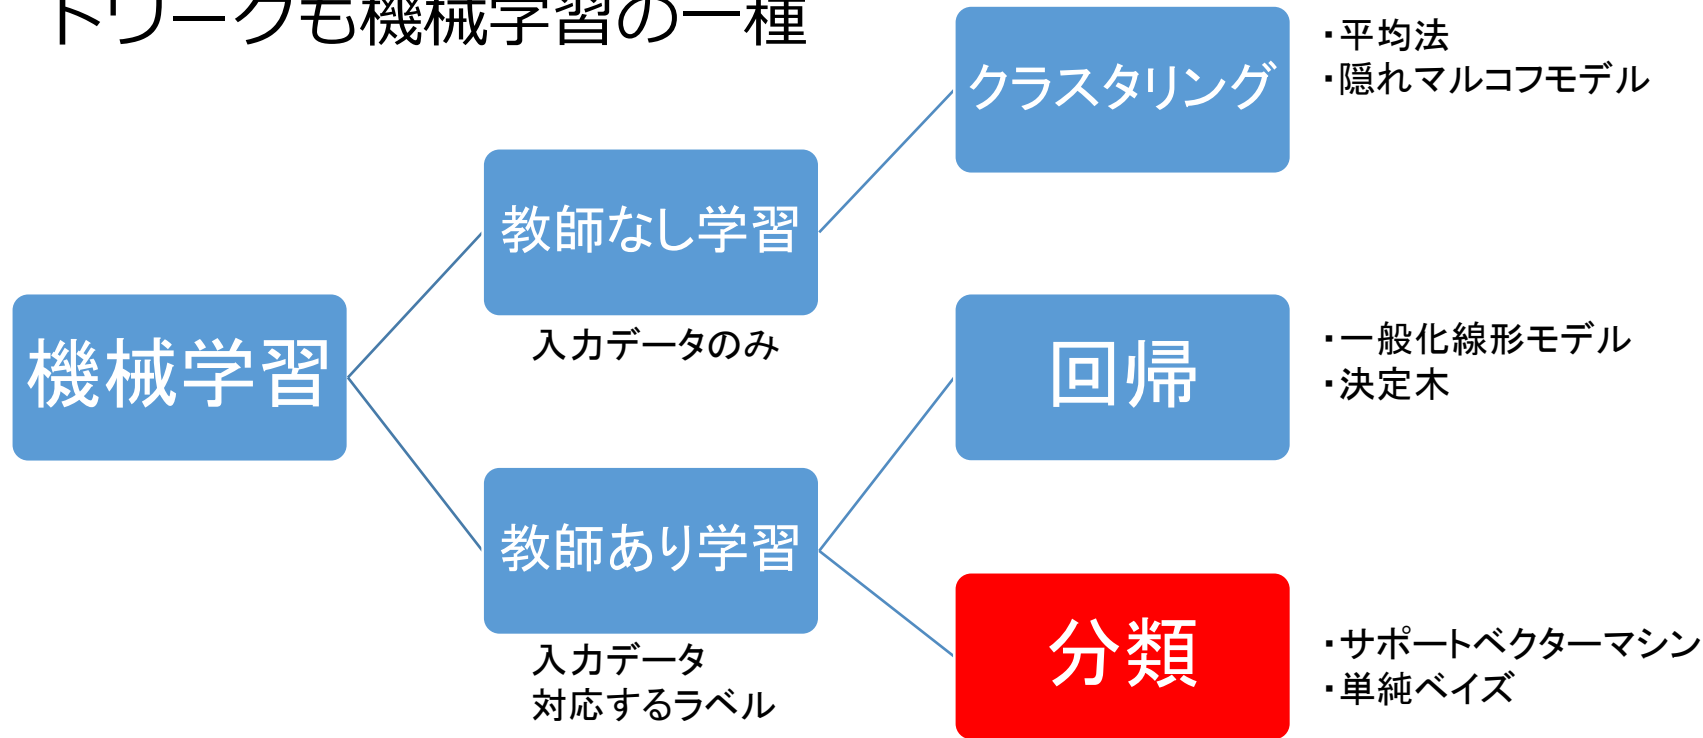 トワークも機械学習の一種
クラスタリング
・平均法
・隠れマルコフモデル
教師なし学習
入力データのみ
機械学習
回帰
・一般化線形モデル
・決定木
教師あり学習
入力データ
対応するラベル
分類
・サポートベクターマシン
・単純ベイズ